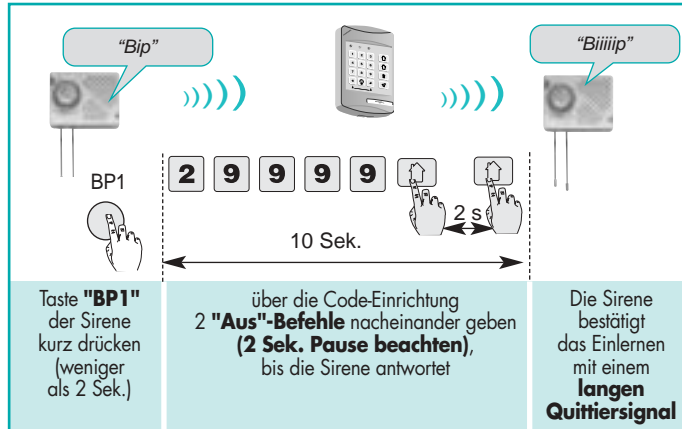 “Bip”
“Biiiiip”
BP1
2 9 9 9 9
2 s
10 Sek.
Taste "BP1"
der Sirene
kurz drücken
(weniger
als 2 Sek.)
über die Code-Einrichtung
2 "Aus"-Befehle nacheinander geben
(2 Sek. Pause beachten),
bis die Sirene antwortet
Die Sirene
bestätigt
das Einlernen
mit einem
langen
Quittiersignal